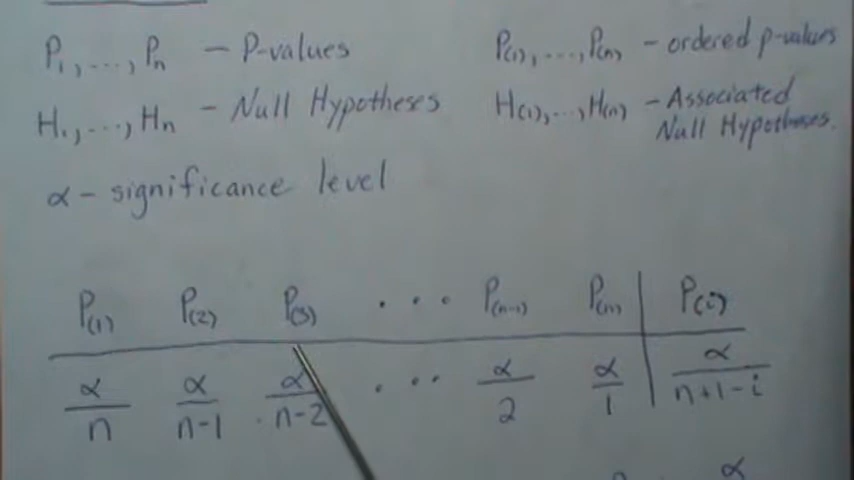 P1, ..., Pn - P-values
P(1), ..., P(n) - ordered p-values
H1, ..., Hn - Null Hypotheses
H(1), ..., H(n) - Associated
Null Hypotheses.
α - significance level
P(1) P(2) P(3) · · · P(n-1) P(n) | P(i)
α/n α/n-1 α/n-2 · · · α/2 α/1 | α/n+1-i
α